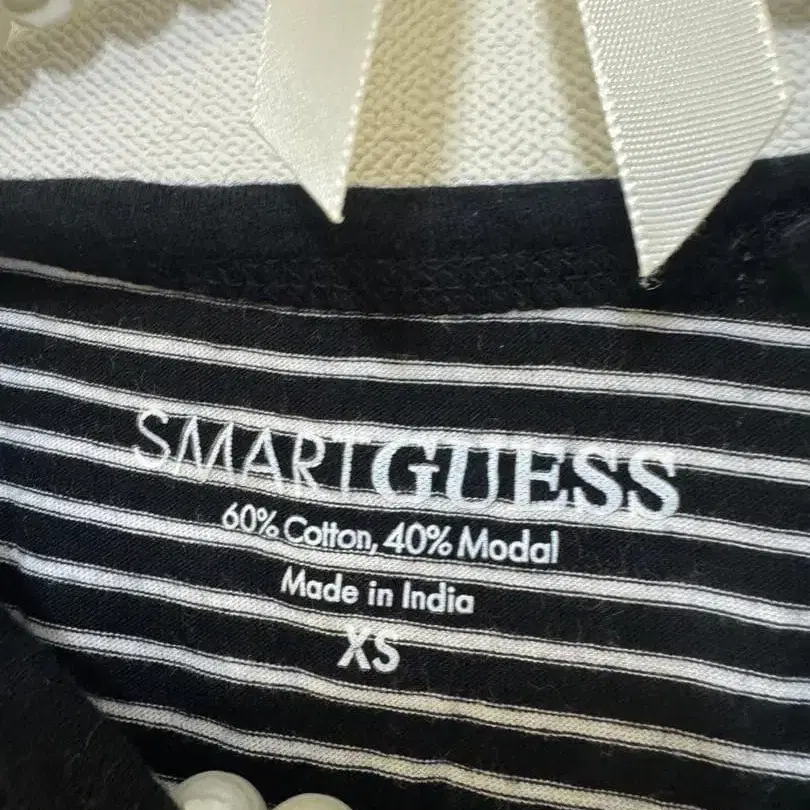 SMARTGUESS
60% Cotton, 40% Modal
Made in India
XS